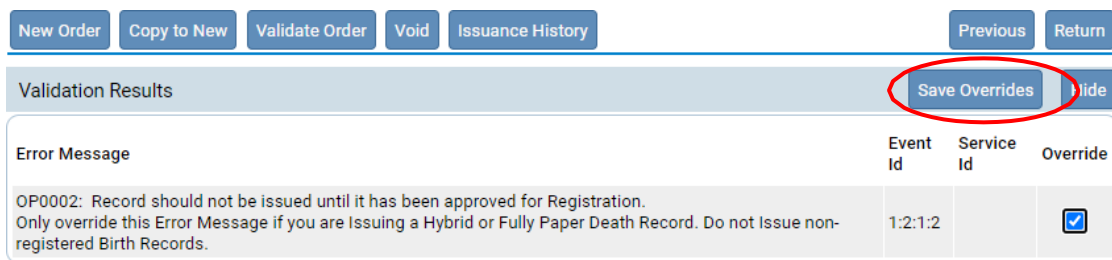 New Order Copy to New Validate Order Void Issuance History Previous Return
Validation Results Save Overrides Hide
Error Message Event Id Service Id Override
OP0002: Record should not be issued until it has been approved for Registration.
Only override this Error Message if you are Issuing a Hybrid or Fully Paper Death Record. Do not Issue non-
registered Birth Records.
1:2:1:2